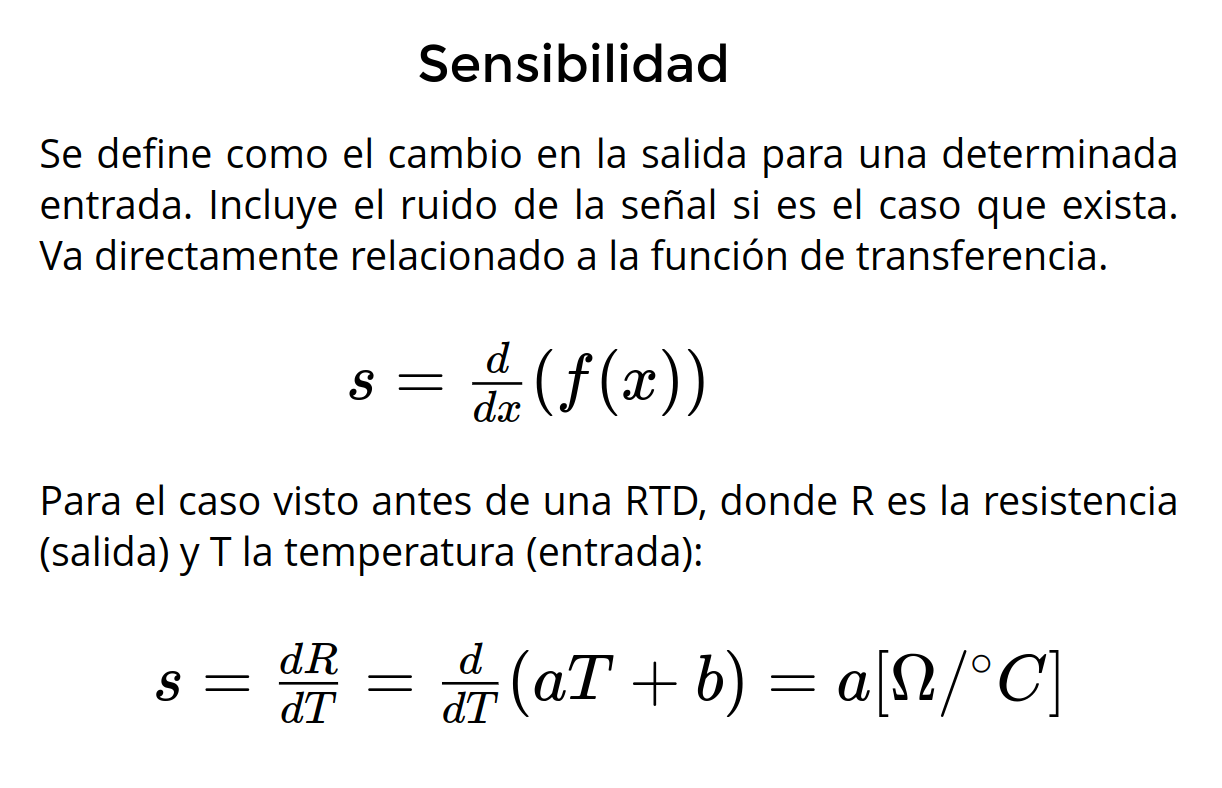 Sensibilidad
Se define como el cambio en la salida para una determinada
entrada. Incluye el ruido de la señal si es el caso que exista.
Va directamente relacionado a la función de transferencia.
s = \frac{d}{dx}(f(x))
Para el caso visto antes de una RTD, donde R es la resistencia
(salida) y T la temperatura (entrada):
s = \frac{dR}{dT} = \frac{d}{dT}(aT + b) = a[Ω/°C]